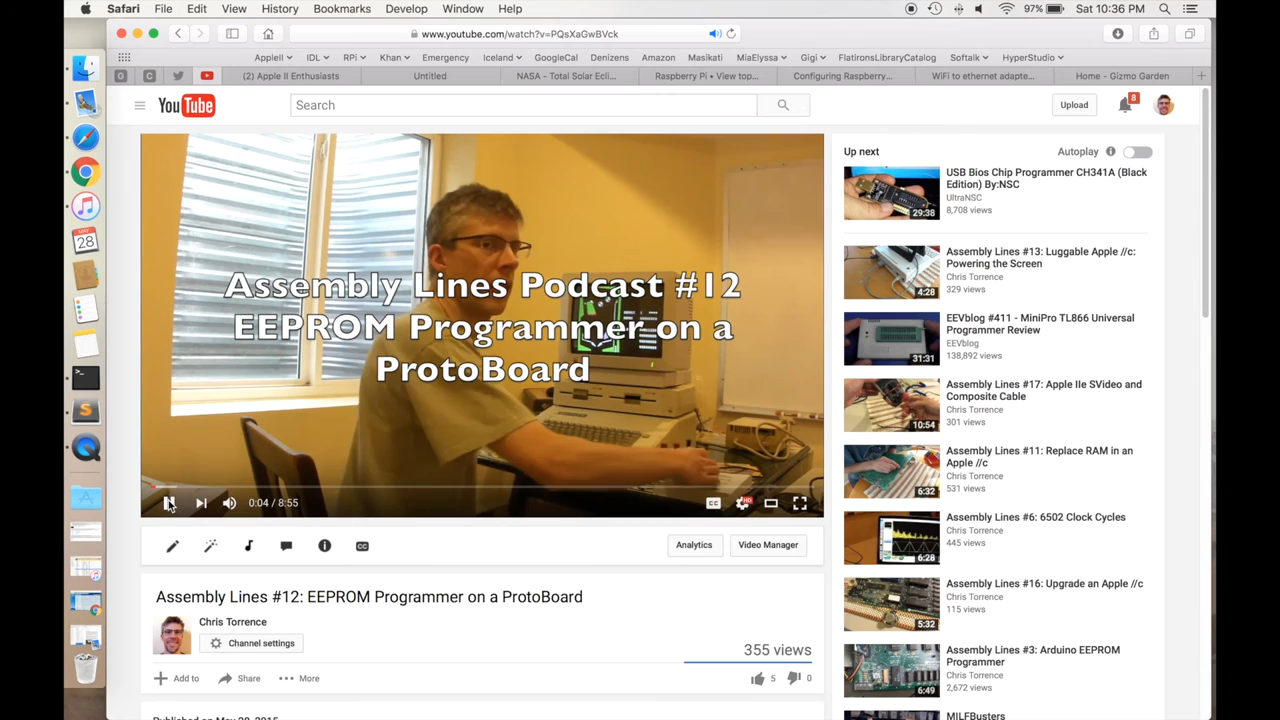 Safari File Edit View History Bookmarks Develop Window Help
97% Sat 10:36 PM
www.youtube.com/watch?v=PQsXaGwBVck
AppleII IDL RPi Khan Emergency Iceland GoogleCal Denizens Amazon Masikati MiaElyssa Gigi FlatironsLibraryCatalog Softalk HyperStudio
(2) Apple II Enthusiasts Untitled NASA - Total Solar Ecli... Raspberry Pi • View top... Configuring Raspberry... WiFi to ethernet adapte... Home - Gizmo Garden
YouTube
Search
Upload
8
Assembly Lines Podcast #12
EEPROM Programmer on a
ProtoBoard
0:04 / 8:55
CC
HD
CC
Analytics
Video Manager
Assembly Lines #12: EEPROM Programmer on a ProtoBoard
Chris Torrence
Channel settings
355 views
Add to Share More
5 0
Up next
Autoplay
USB Bios Chip Programmer CH341A (Black
Edition) By:NSC
UltraNSC
8,708 views
29:38
Assembly Lines #13: Luggable Apple //c:
Powering the Screen
Chris Torrence
329 views
4:28
EEVblog #411 - MiniPro TL866 Universal
Programmer Review
EEVblog
138,892 views
31:31
Assembly Lines #17: Apple IIe SVideo and
Composite Cable
Chris Torrence
301 views
10:54
Assembly Lines #11: Replace RAM in an
Apple //c
Chris Torrence
531 views
6:32
Assembly Lines #6: 6502 Clock Cycles
Chris Torrence
445 views
6:28
Assembly Lines #16: Upgrade an Apple //c
Chris Torrence
115 views
5:32
Assembly Lines #3: Arduino EEPROM
Programmer
Chris Torrence
2,672 views
6:49
MILFBusters
MAY
28